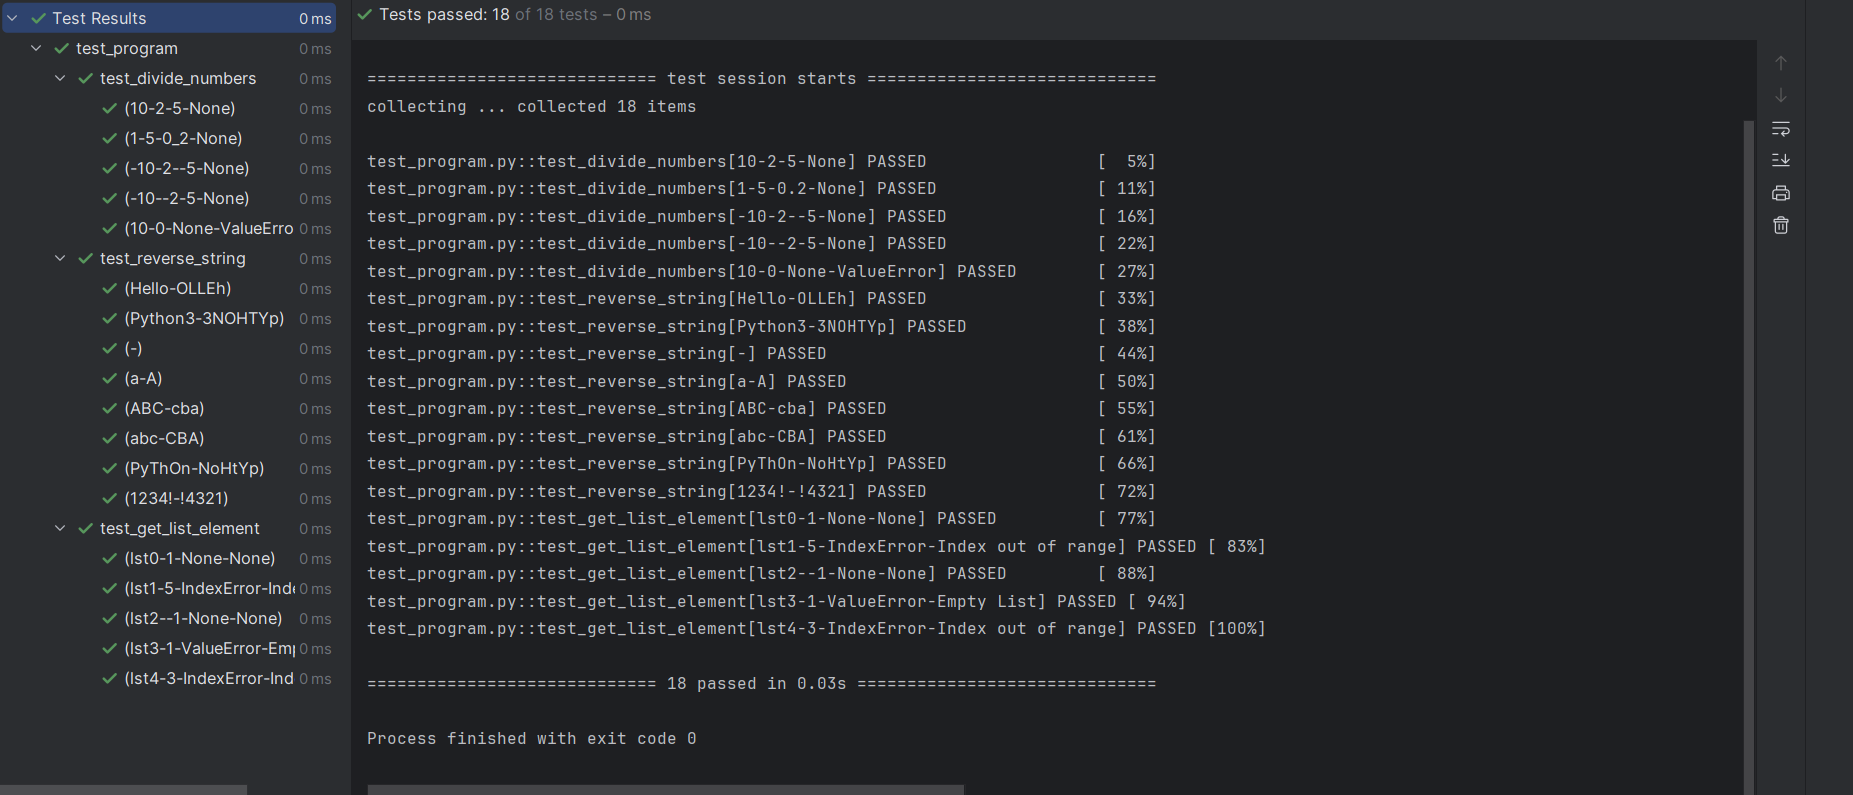 Test Results 0 ms
test_program 0 ms
test_divide_numbers 0 ms
(10-2-5-None) 0 ms
(1-5-0_2-None) 0 ms
(-10-2--5-None) 0 ms
(-10--2-5-None) 0 ms
(10-0-None-ValueErro 0 ms
test_reverse_string 0 ms
(Hello-OLLEh) 0 ms
(Python3-3NOHTYp) 0 ms
(-) 0 ms
(a-A) 0 ms
(ABC-cba) 0 ms
(abc-CBA) 0 ms
(PyThOn-NoHtYp) 0 ms
(1234!-!4321) 0 ms
test_get_list_element 0 ms
(lst0-1-None-None) 0 ms
(lst1-5-IndexError-Inde 0 ms
(lst2--1-None-None) 0 ms
(lst3-1-ValueError-Emp 0 ms
(lst4-3-IndexError-Ind 0 ms
Tests passed: 18 of 18 tests – 0 ms
============================= test session starts =============================
collecting ... collected 18 items
test_program.py::test_divide_numbers[10-2-5-None] PASSED [  5%]
test_program.py::test_divide_numbers[1-5-0.2-None] PASSED [ 11%]
test_program.py::test_divide_numbers[-10-2--5-None] PASSED [ 16%]
test_program.py::test_divide_numbers[-10--2-5-None] PASSED [ 22%]
test_program.py::test_divide_numbers[10-0-None-ValueError] PASSED [ 27%]
test_program.py::test_reverse_string[Hello-OLLEh] PASSED [ 33%]
test_program.py::test_reverse_string[Python3-3NOHTYp] PASSED [ 38%]
test_program.py::test_reverse_string[-] PASSED [ 44%]
test_program.py::test_reverse_string[a-A] PASSED [ 50%]
test_program.py::test_reverse_string[ABC-cba] PASSED [ 55%]
test_program.py::test_reverse_string[abc-CBA] PASSED [ 61%]
test_program.py::test_reverse_string[PyThOn-NoHtYp] PASSED [ 66%]
test_program.py::test_reverse_string[1234!-!4321] PASSED [ 72%]
test_program.py::test_get_list_element[lst0-1-None-None] PASSED [ 77%]
test_program.py::test_get_list_element[lst1-5-IndexError-Index out of range] PASSED [ 83%]
test_program.py::test_get_list_element[lst2--1-None-None] PASSED [ 88%]
test_program.py::test_get_list_element[lst3-1-ValueError-Empty List] PASSED [ 94%]
test_program.py::test_get_list_element[lst4-3-IndexError-Index out of range] PASSED [100%]
============================= 18 passed in 0.03s ==============================
Process finished with exit code 0